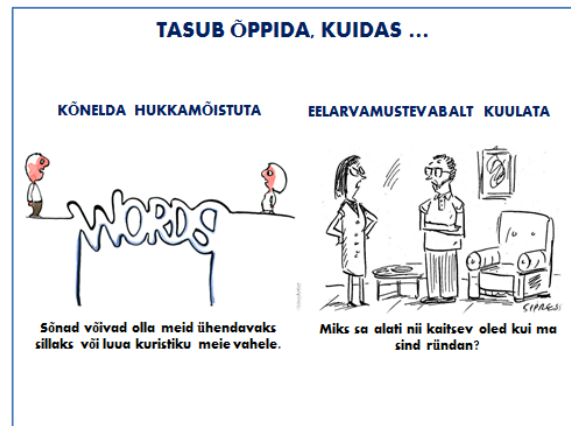 TASUB ÕPPIDA, KUIDAS ...
KÕNELDA HUKKAMÕISTUTA
EELARVAMUSTEVABALT KUULATA
WORDS
SIPRESS
Sõnad võivad olla meid ühendavaks
sillaks või luua kuristiku meie vahele.
Miks sa alati nii kaitsev oled kui ma
sind ründan?